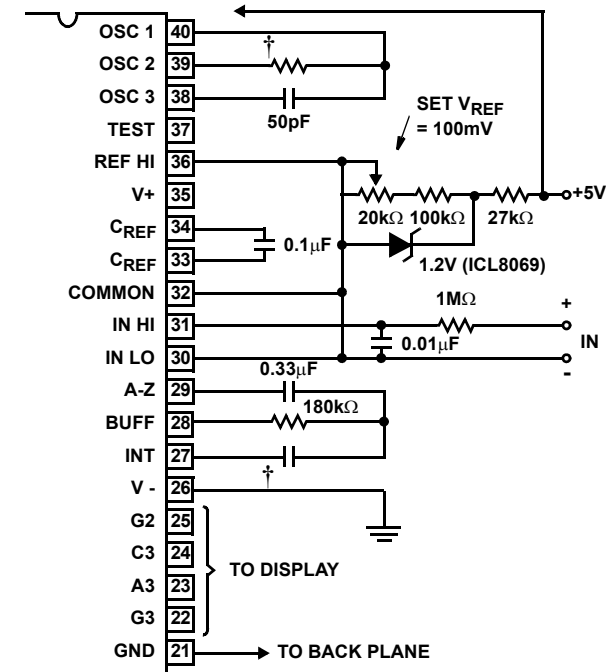 OSC 1 40
OSC 2 39
†
OSC 3 38
50pF
TEST 37
SET VREF
= 100mV
REF HI 36
V+ 35
+5V
20kΩ 100kΩ 27kΩ
CREF 34
0.1µF
CREF 33
1.2V (ICL8069)
COMMON 32
1MΩ
+
IN HI 31
0.01µF
IN
IN LO 30
-
0.33µF
A-Z 29
180kΩ
BUFF 28
INT 27
†
V - 26
G2 25
C3 24
TO DISPLAY
A3 23
G3 22
GND 21
TO BACK PLANE